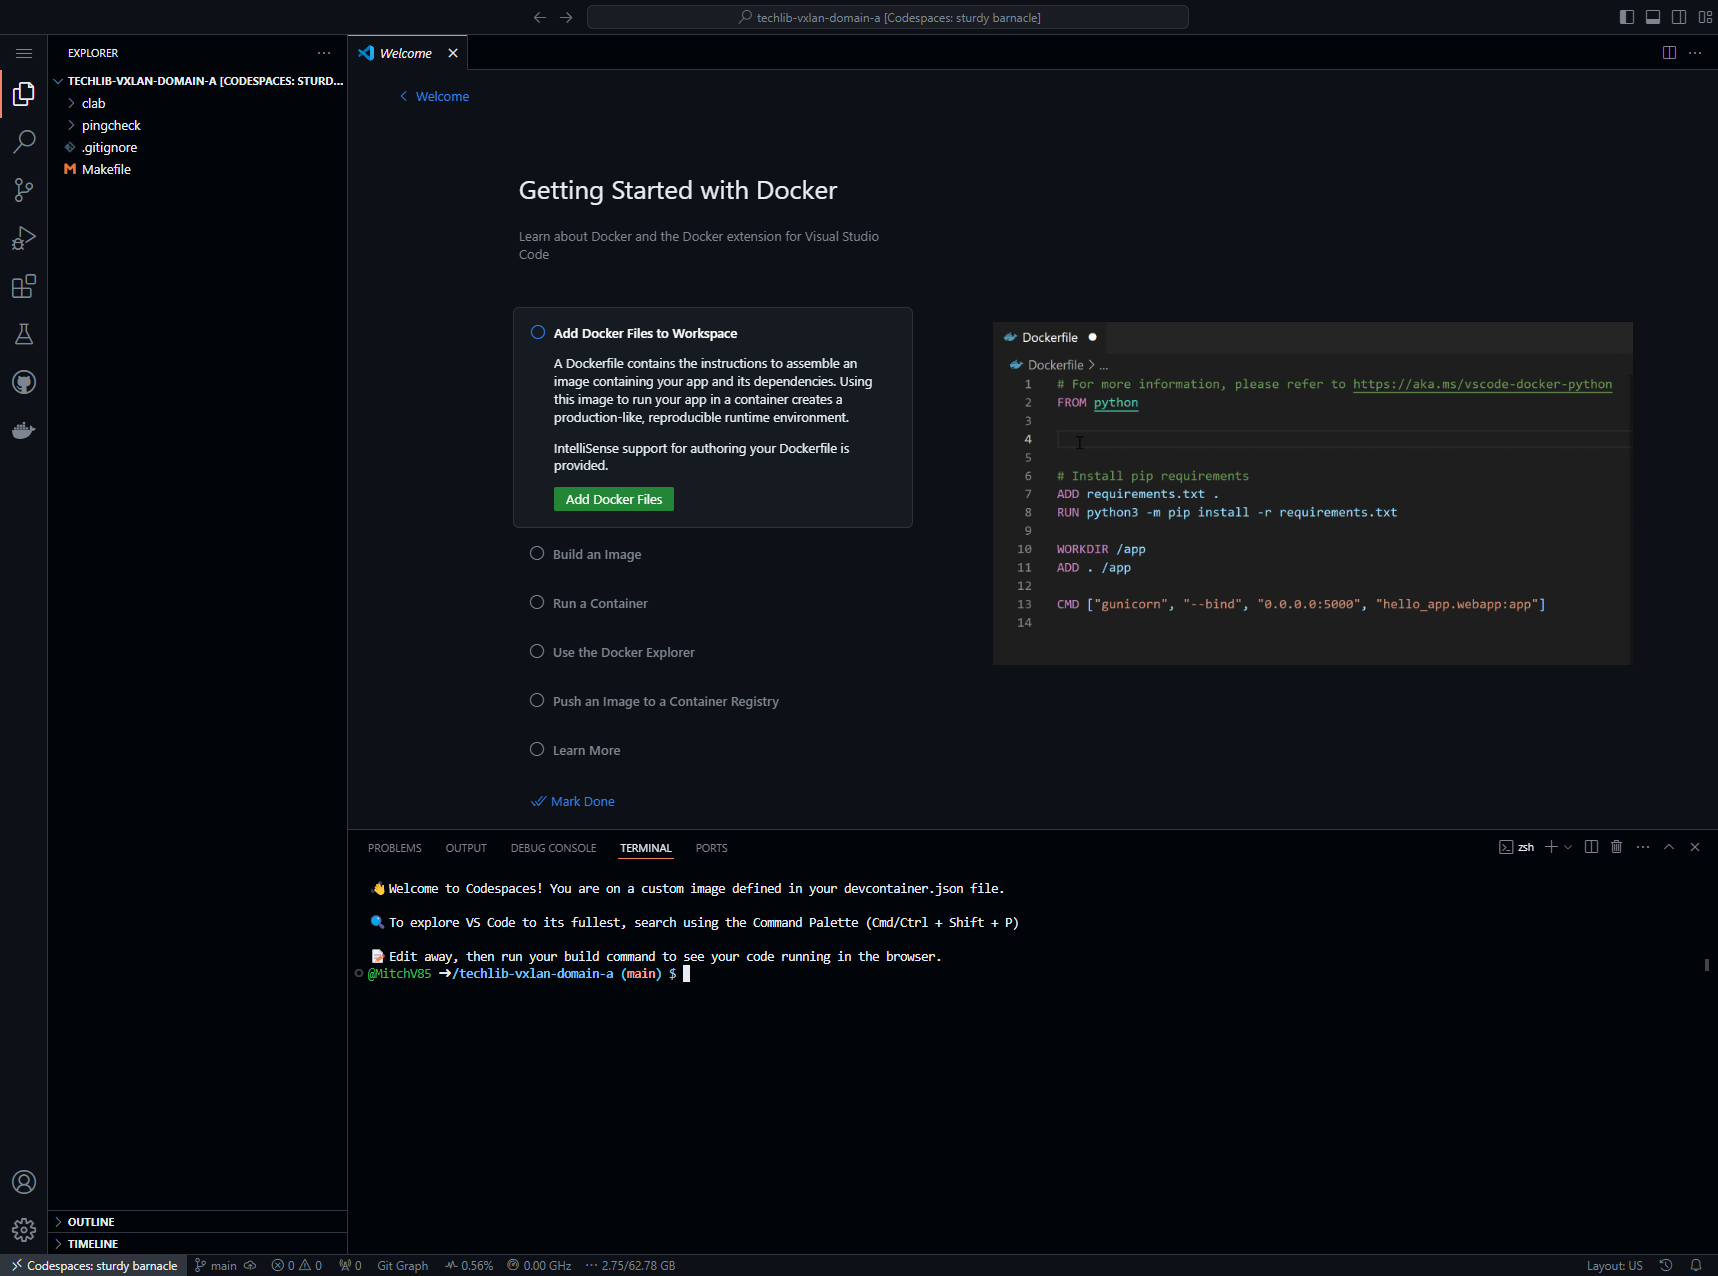 techlib-vxlan-domain-a [Codespaces: sturdy barnacle]
EXPLORER
TECHLIB-VXLAN-DOMAIN-A [CODESPACES: STURD...
clab
pingcheck
.gitignore
Makefile
OUTLINE
TIMELINE
Welcome
Welcome
Getting Started with Docker
Learn about Docker and the Docker extension for Visual Studio
Code
Add Docker Files to Workspace
A Dockerfile contains the instructions to assemble an
image containing your app and its dependencies. Using
this image to run your app in a container creates a
production-like, reproducible runtime environment.
IntelliSense support for authoring your Dockerfile is
provided.
Add Docker Files
Build an Image
Run a Container
Use the Docker Explorer
Push an Image to a Container Registry
Learn More
Mark Done
Dockerfile
Dockerfile > ...
1 # For more information, please refer to https://aka.ms/vscode-docker-python
2 FROM python
3
4
5
6 # Install pip requirements
7 ADD requirements.txt .
8 RUN python3 -m pip install -r requirements.txt
9
10 WORKDIR /app
11 ADD . /app
12
13 CMD ["gunicorn", "--bind", "0.0.0.0:5000", "hello_app.webapp:app"]
14
PROBLEMS OUTPUT DEBUG CONSOLE TERMINAL PORTS
zsh
👋 Welcome to Codespaces! You are on a custom image defined in your devcontainer.json file.
🔍 To explore VS Code to its fullest, search using the Command Palette (Cmd/Ctrl + Shift + P)
📝 Edit away, then run your build command to see your code running in the browser.
@MitchV85 ➜/techlib-vxlan-domain-a (main) $
Codespaces: sturdy barnacle main 0 0 0 Git Graph 0.56% 0.00 GHz ··· 2.75/62.78 GB Layout: US